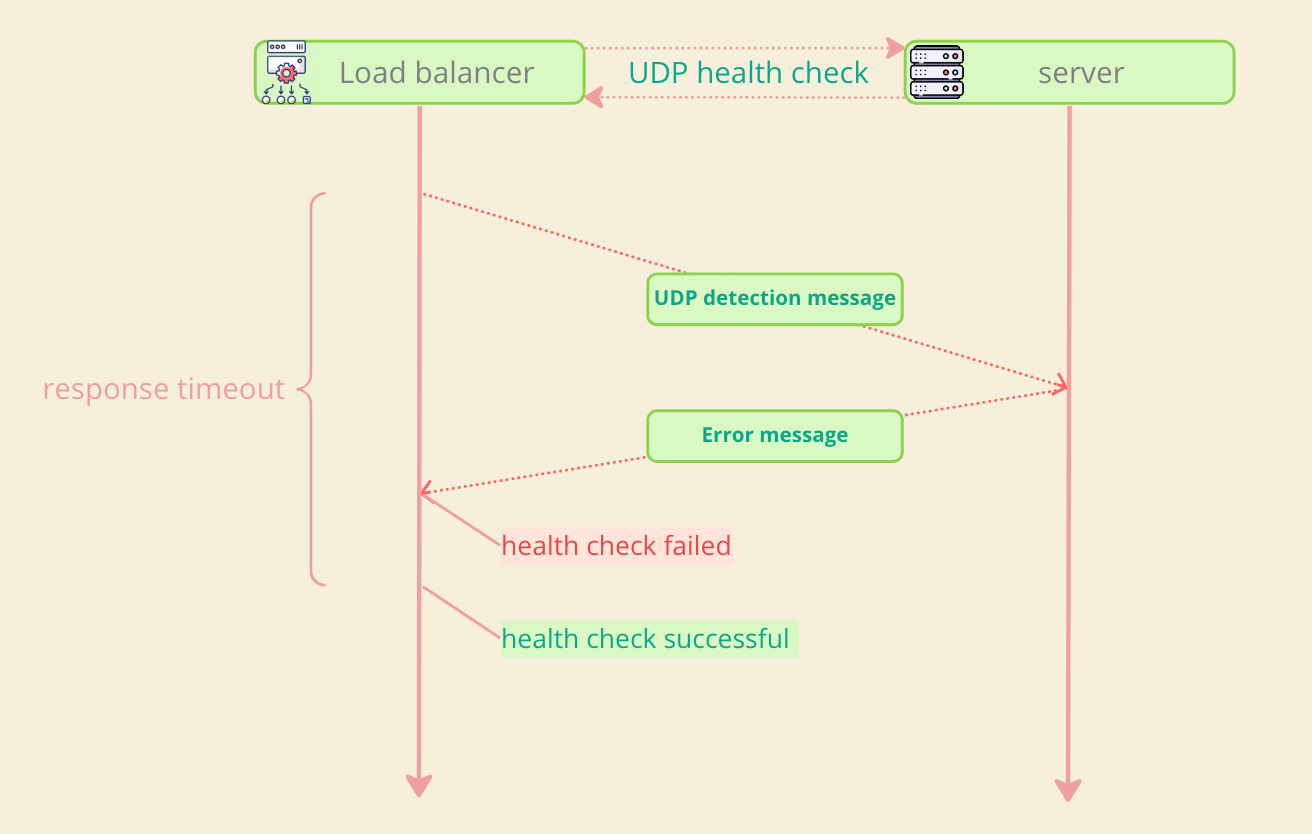 Load balancer
UDP health check
server
UDP detection message
response timeout
Error message
health check failed
health check successful